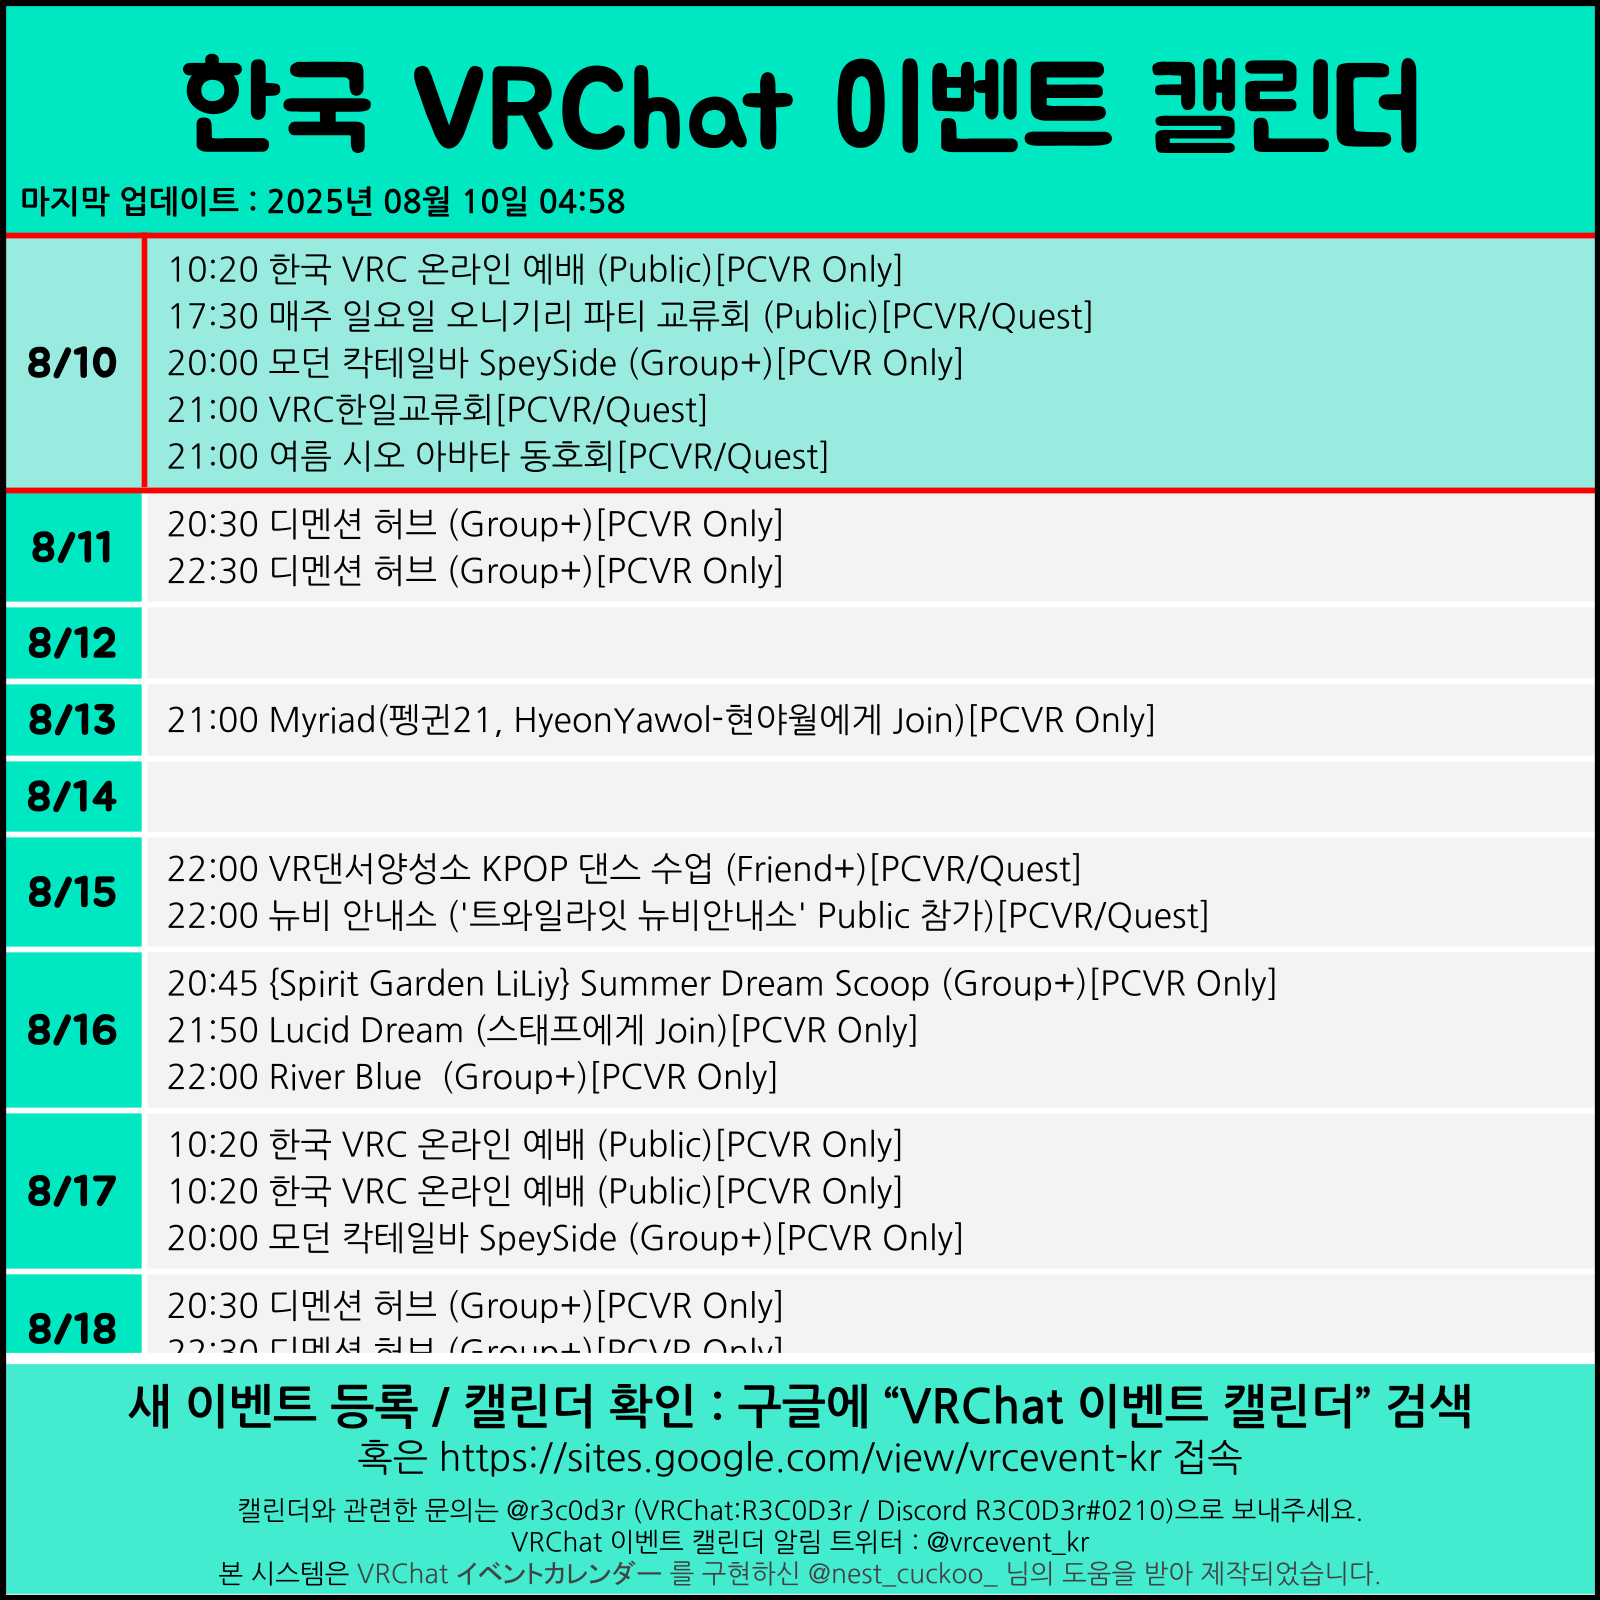 한국 VRChat 이벤트 캘린더
마지막 업데이트 : 2025년 08월 10일 04:58
8/10
10:20 한국 VRC 온라인 예배 (Public)[PCVR Only]
17:30 매주 일요일 오니기리 파티 교류회 (Public)[PCVR/Quest]
20:00 모던 칵테일바 SpeySide (Group+)[PCVR Only]
21:00 VRC한일교류회[PCVR/Quest]
21:00 여름 시오 아바타 동호회[PCVR/Quest]
8/11
20:30 디멘션 허브 (Group+)[PCVR Only]
22:30 디멘션 허브 (Group+)[PCVR Only]
8/12
8/13
21:00 Myriad(펭귄21, HyeonYawol-현야월에게 Join)[PCVR Only]
8/14
8/15
22:00 VR댄서양성소 KPOP 댄스 수업 (Friend+)[PCVR/Quest]
22:00 뉴비 안내소 ('트와일라잇 뉴비안내소' Public 참가)[PCVR/Quest]
8/16
20:45 {Spirit Garden LiLiy} Summer Dream Scoop (Group+)[PCVR Only]
21:50 Lucid Dream (스태프에게 Join)[PCVR Only]
22:00 River Blue  (Group+)[PCVR Only]
8/17
10:20 한국 VRC 온라인 예배 (Public)[PCVR Only]
10:20 한국 VRC 온라인 예배 (Public)[PCVR Only]
20:00 모던 칵테일바 SpeySide (Group+)[PCVR Only]
8/18
20:30 디멘션 허브 (Group+)[PCVR Only]
22:30 디멘션 허브 (Group+)[PCVR Only]
새 이벤트 등록 / 캘린더 확인 : 구글에 “VRChat 이벤트 캘린더” 검색
혹은 https://sites.google.com/view/vrcevent-kr 접속
캘린더와 관련한 문의는 @r3c0d3r (VRChat:R3C0D3r / Discord R3C0D3r#0210)으로 보내주세요.
VRChat 이벤트 캘린더 알림 트위터 : @vrcevent_kr
본 시스템은 VRChat イベントカレンダー 를 구현하신 @nest_cuckoo_ 님의 도움을 받아 제작되었습니다.